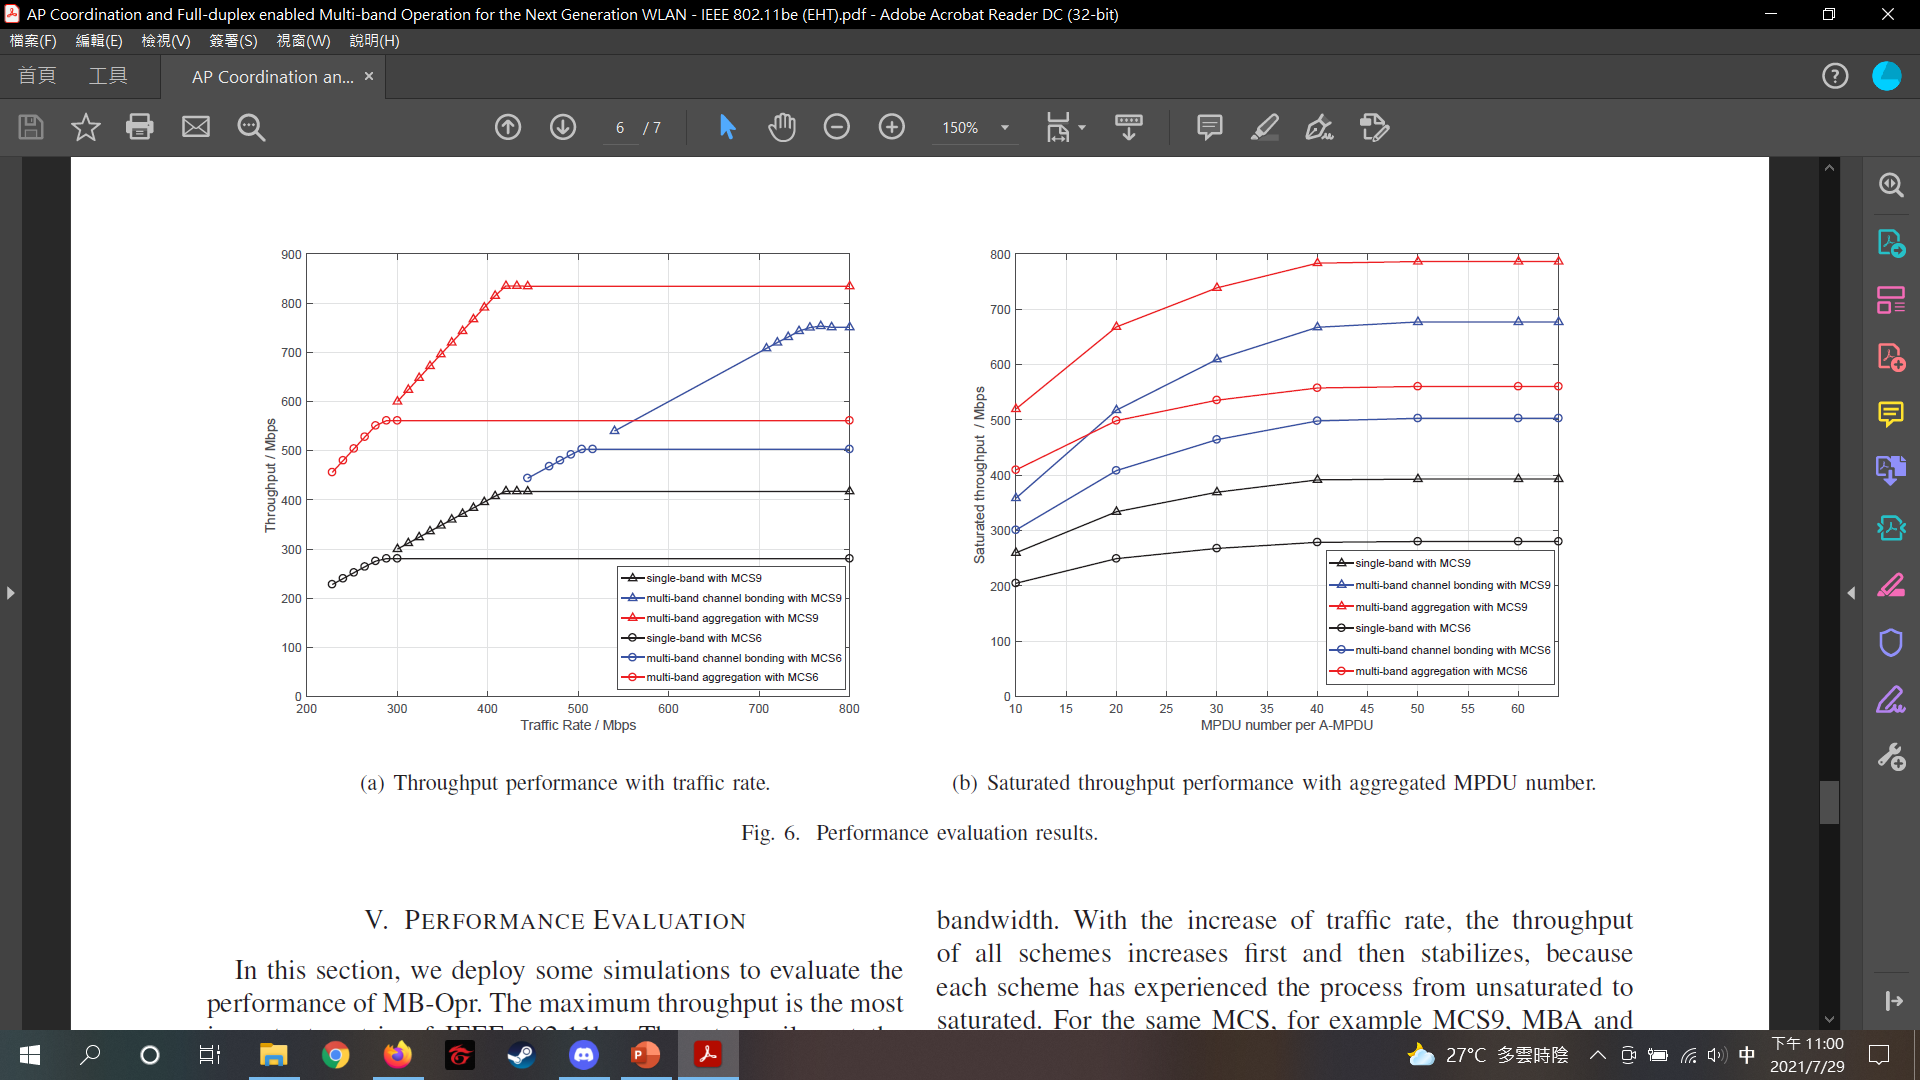 AP Coordination and Full-duplex enabled Multi-band Operation for the Next Generation WLAN - IEEE 802.11be (EHT).pdf - Adobe Acrobat Reader DC (32-bit)
檔案(F) 編輯(E) 檢視(V) 簽署(S) 視窗(W) 說明(H)
首頁 工具 AP Coordination an... ×
6 / 7 150%
900
800
700
600
500
400
300
200
100
0
200 300 400 500 600 700 800
Throughput / Mbps
Traffic Rate / Mbps
single-band with MCS9
multi-band channel bonding with MCS9
multi-band aggregation with MCS9
single-band with MCS6
multi-band channel bonding with MCS6
multi-band aggregation with MCS6
(a) Throughput performance with traffic rate.
800
700
600
500
400
300
200
100
0
10 15 20 25 30 35 40 45 50 55 60
Saturated throughput / Mbps
MPDU number per A-MPDU
single-band with MCS9
multi-band channel bonding with MCS9
multi-band aggregation with MCS9
single-band with MCS6
multi-band channel bonding with MCS6
multi-band aggregation with MCS6
(b) Saturated throughput performance with aggregated MPDU number.
Fig. 6. Performance evaluation results.
V. PERFORMANCE EVALUATION
In this section, we deploy some simulations to evaluate the
performance of MB-Opr. The maximum throughput is the most
bandwidth. With the increase of traffic rate, the throughput
of all schemes increases first and then stabilizes, because
each scheme has experienced the process from unsaturated to
saturated. For the same MCS, for example MCS9, MBA and
27°C 多雲時陰
中
下午 11:00
2021/7/29